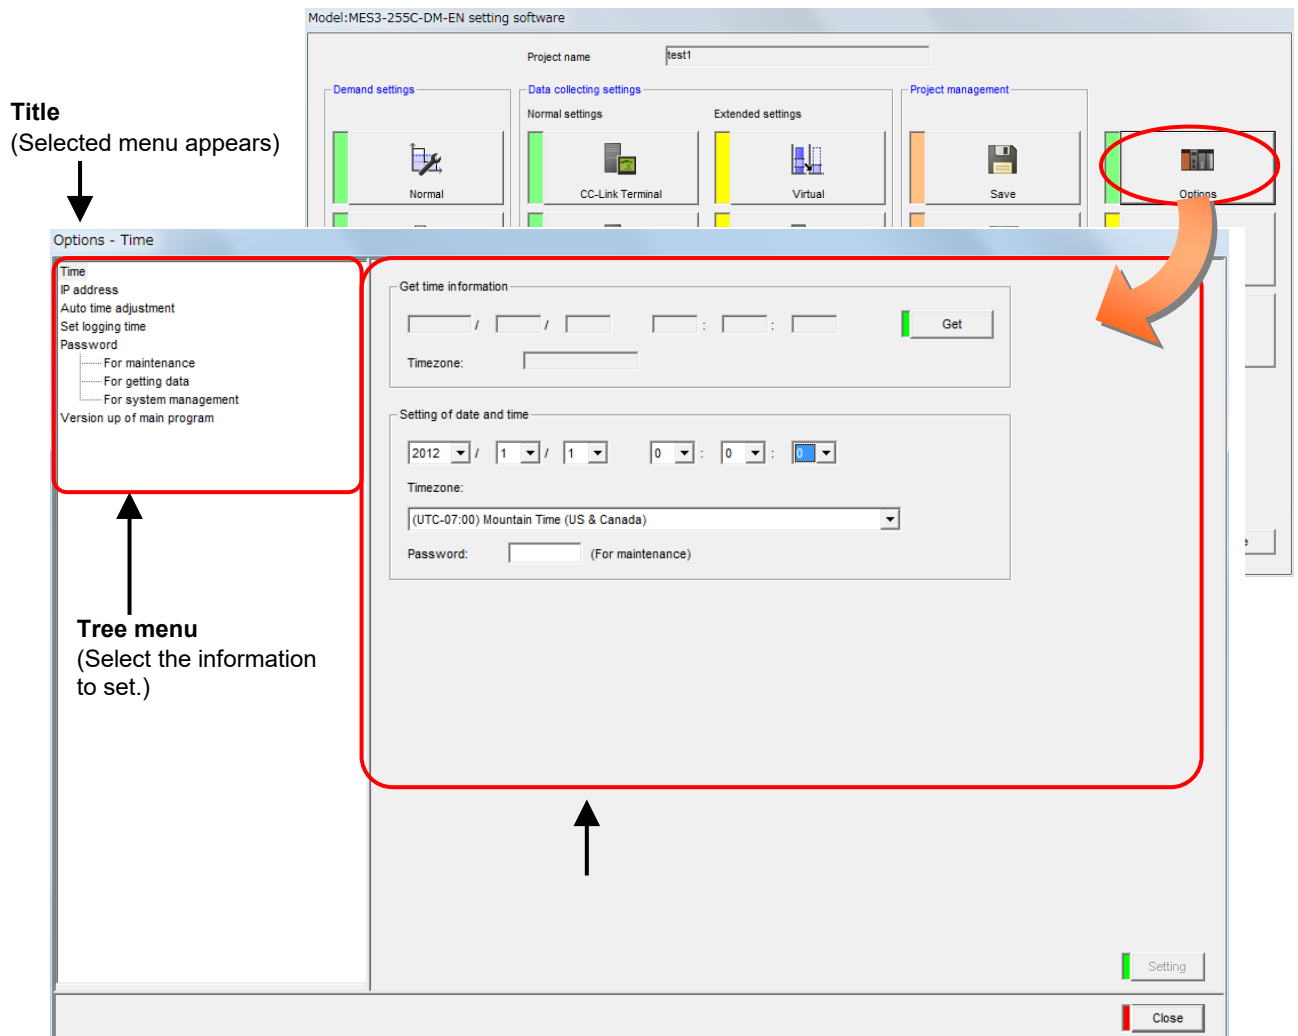 Model:MES3-255C-DM-EN setting software
Project name
test1
Demand settings
Data collecting settings
Project management
Normal settings
Extended settings
Title
(Selected menu appears)
Normal
CC-Link Terminal
Virtual
Save
Options
Options - Time
Time
IP address
Auto time adjustment
Set logging time
Password
For maintenance
For getting data
For system management
Version up of main program
Get time information
/ / : :
Get
Timezone:
Setting of date and time
2012 / 1 / 1 0 : 0 : 0
Timezone:
(UTC-07:00) Mountain Time (US & Canada)
Password: (For maintenance)
Tree menu
(Select the information
to set.)
Setting
Close